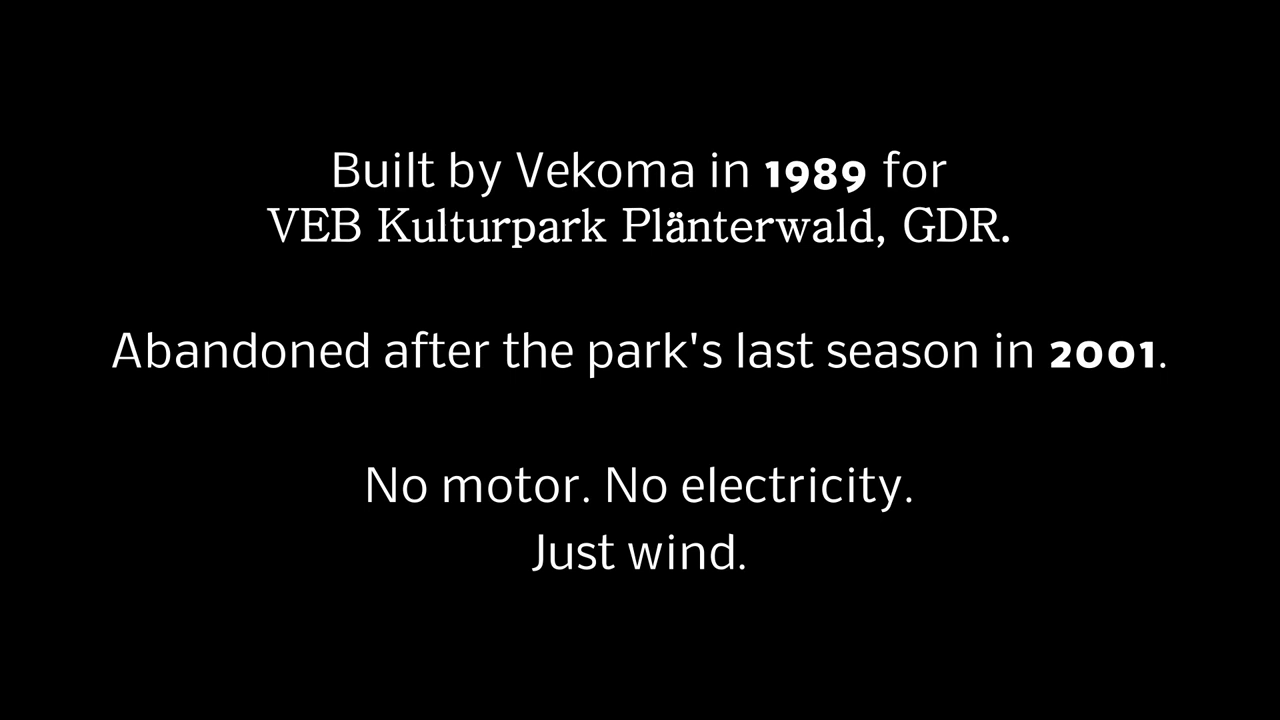 Built by Vekoma in 1989 for
VEB Kulturpark Plänterwald, GDR.
Abandoned after the park's last season in 2001.
No motor. No electricity.
Just wind.